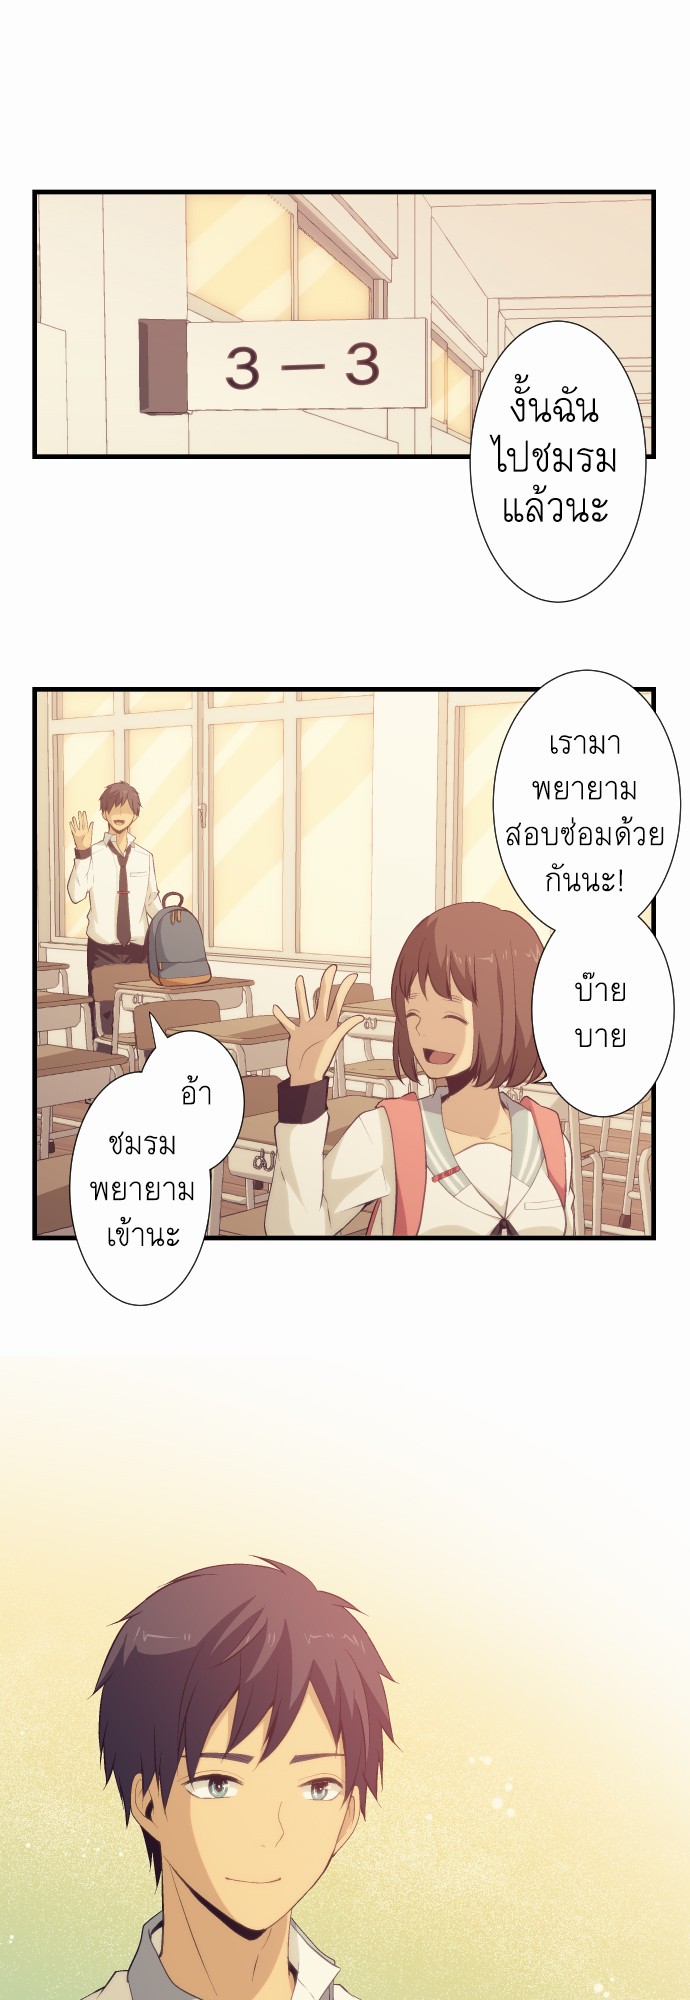 3-3
งั้นฉัน
ไปชมรม
แล้วนะ
เรามา
พยายาม
สอบซ่อมด้วย
กันนะ!
บ๊าย
บาย
อ้า
ชมรม
พยายาม
เข้านะ